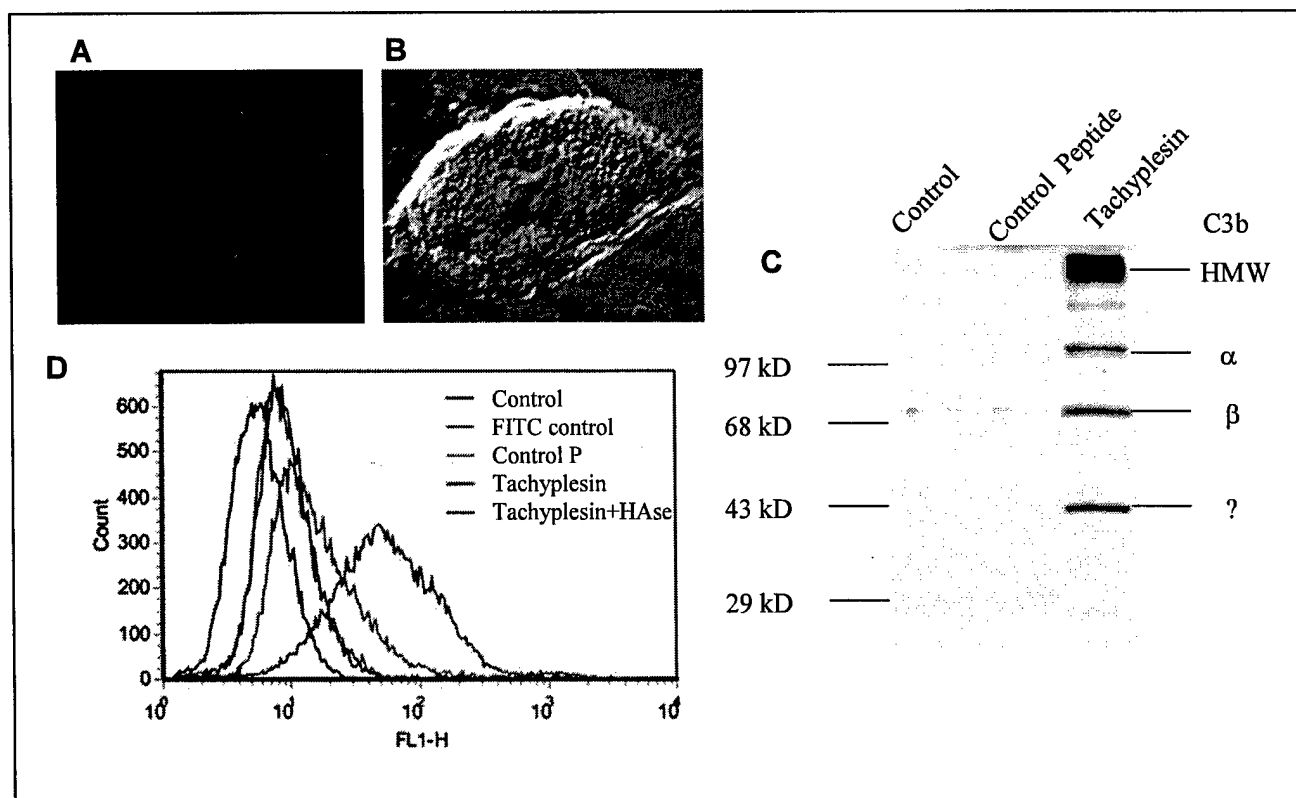 A
B
Control
Control Peptide
Tachyplesin
C3b
C
HMW
α
97 kD
β
68 kD
43 kD
?
29 kD
D
Control
FITC control
Control P
Tachyplesin
Tachyplesin+HAse
600
500
400
300
200
100
0
Count
10⁰
10¹
10²
10³
10⁴
FL1-H